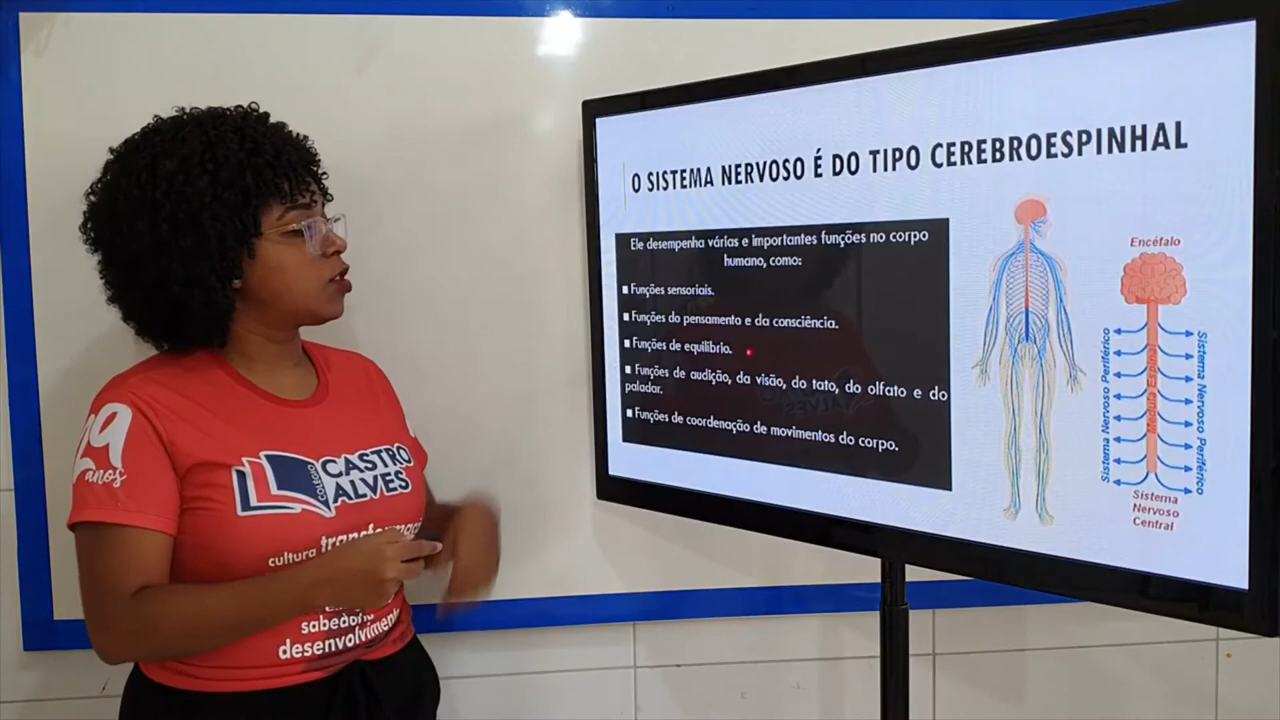 O SISTEMA NERVOSO É DO TIPO CEREBROESPINHAL
Ele desempenha várias e importantes funções no corpo
humano, como:
■ Funções sensoriais.
■ Funções do pensamento e da consciência.
■ Funções de equilíbrio.
■ Funções de audição, da visão, do tato, do olfato e do
paladar.
■ Funções de coordenação de movimentos do corpo.
Encéfalo
Sistema Nervoso Periférico
Medula Espinal
Sistema Nervoso Periférico
Sistema
Nervoso
Central
29
anos
COLÉGIO
CASTRO
ALVES
cultura
sabedoria
desenvolvimento